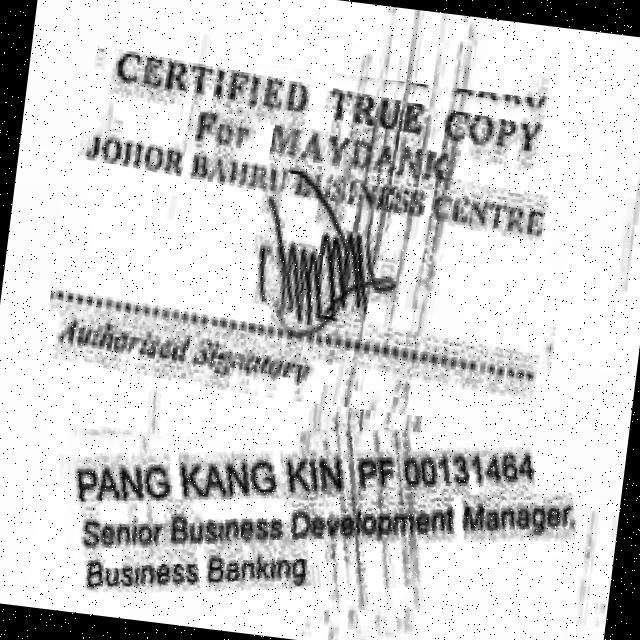 CERTIFIED TRUE COPY
For MAYBANK
JOHOR BAHRU BUSINESS CENTRE
Authorised Signatory
PANG KANG KIN PF 00131464
Senior Business Development Manager
Business Banking